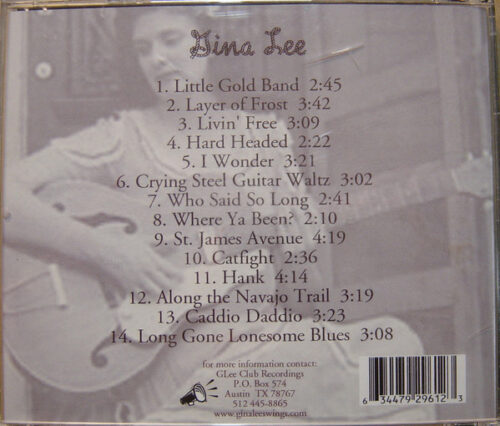 Gina Lee
1. Little Gold Band 2:45
2. Layer of Frost 3:42
3. Livin' Free 3:09
4. Hard Headed 2:22
5. I Wonder 3:21
6. Crying Steel Guitar Waltz 3:02
7. Who Said So Long 2:41
8. Where Ya Been? 2:10
9. St. James Avenue 4:19
10. Catfight 2:36
11. Hank 4:14
12. Along the Navajo Trail 3:19
13. Caddio Daddio 3:23
14. Long Gone Lonesome Blues 3:08
for more information contact:
GLee Club Recordings
P.O. Box 574
Austin TX 78767
512 445-8865
www.ginaleeswings.com
6 34479 29612 3